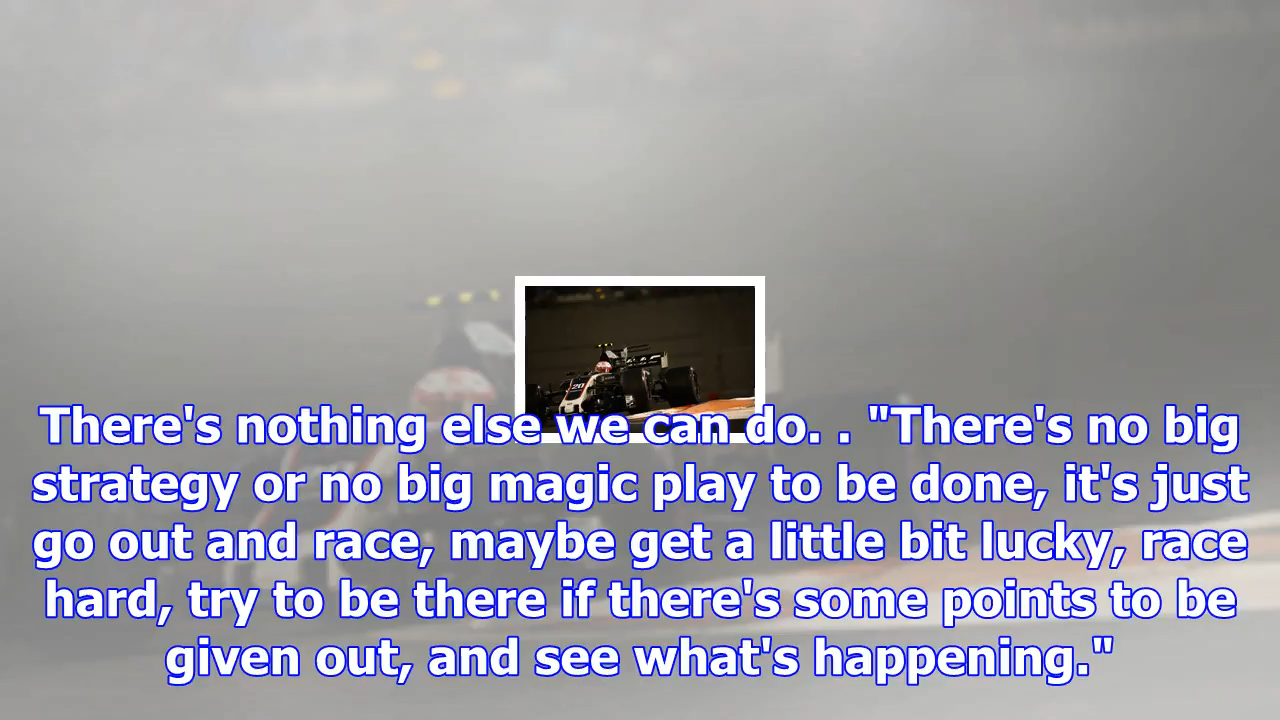 20
There's nothing else we can do. . "There's no big
strategy or no big magic play to be done, it's just
go out and race, maybe get a little bit lucky, race
hard, try to be there if there's some points to be
given out, and see what's happening."